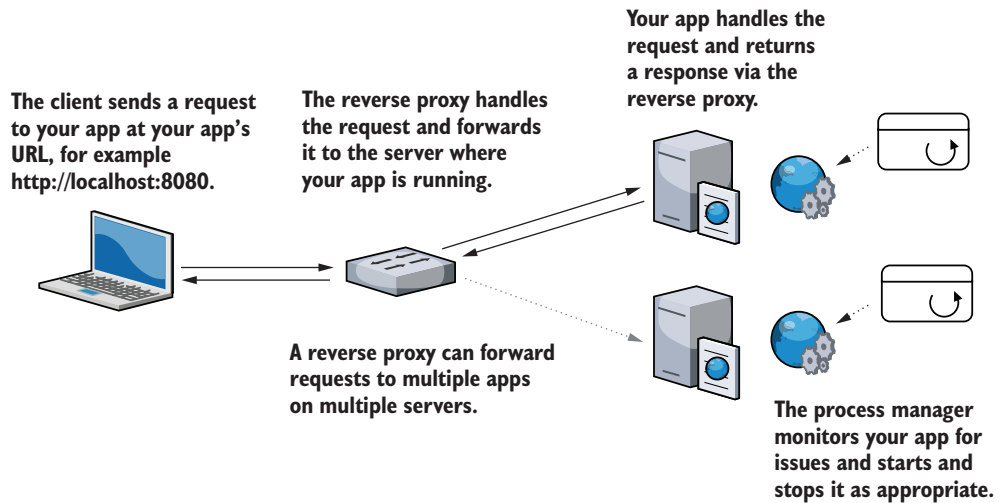 Your app handles the
request and returns
a response via the
reverse proxy.
The client sends a request
to your app at your app's
URL, for example
http://localhost:8080.
The reverse proxy handles
the request and forwards
it to the server where
your app is running.
A reverse proxy can forward
requests to multiple apps
on multiple servers.
The process manager
monitors your app for
issues and starts and
stops it as appropriate.